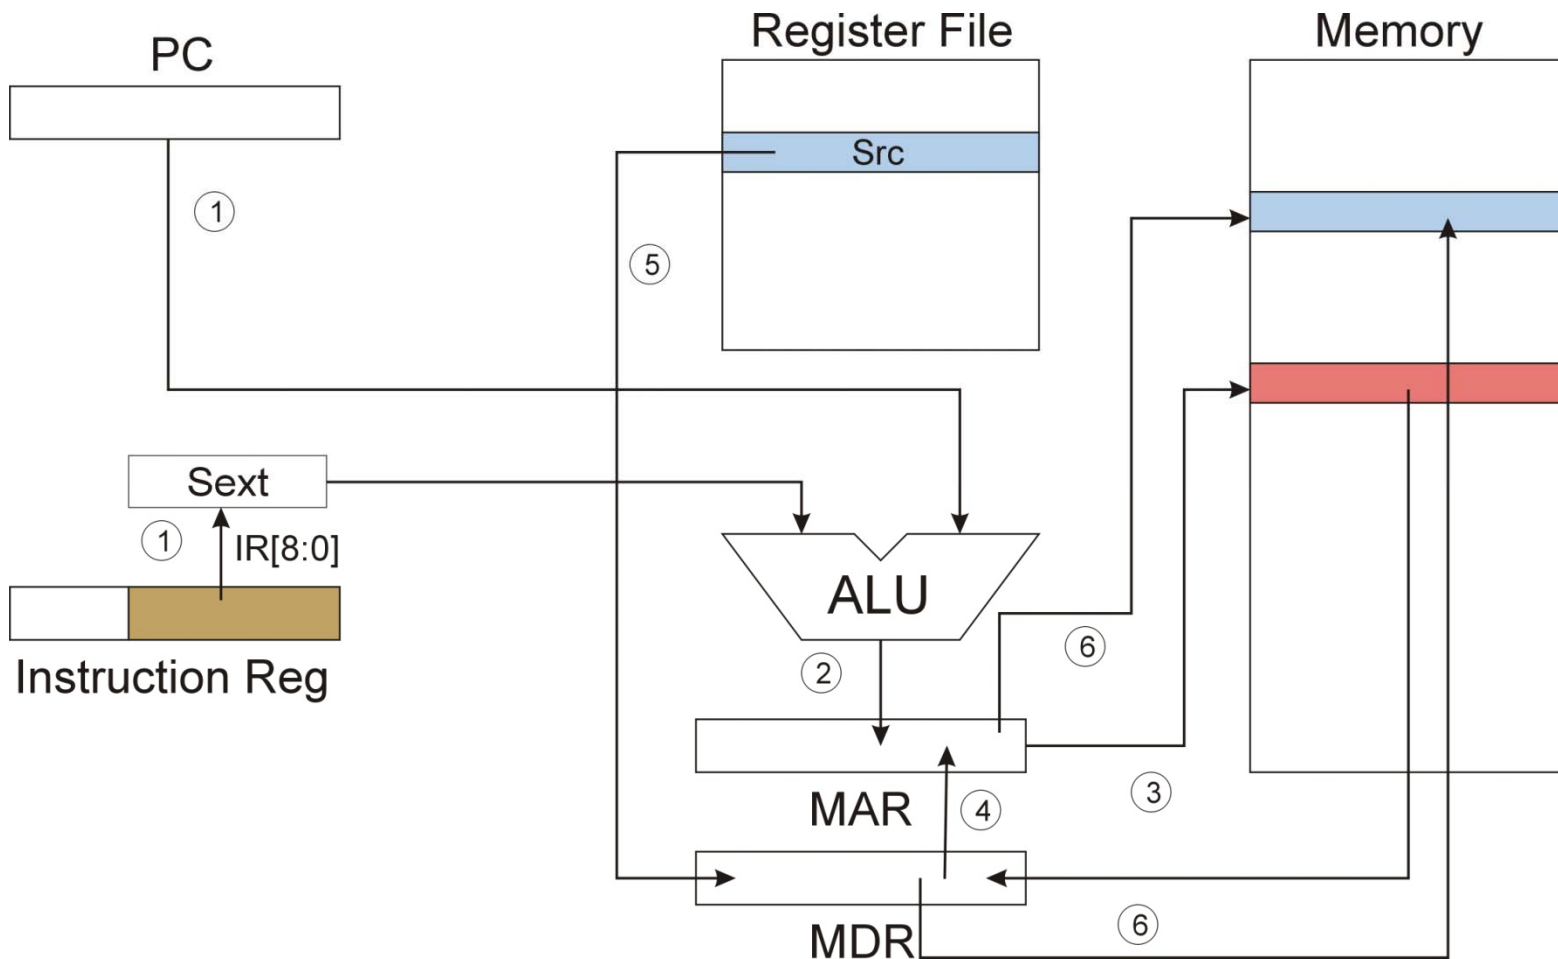 Register File
Memory
PC
Src
1
5
Sext
1
IR[8:0]
ALU
6
2
Instruction Reg
3
MAR
4
6
MDR